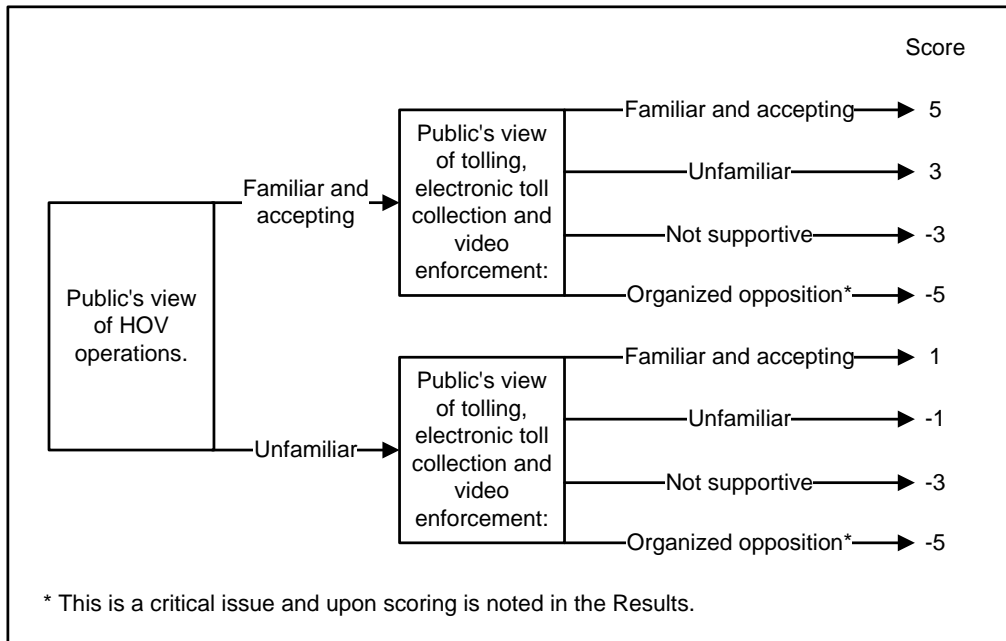 Score
Public's view
of HOV
operations.
Familiar and
accepting
Public's view
of tolling,
electronic toll
collection and
video
enforcement:
Familiar and accepting 5
Unfamiliar 3
Not supportive -3
Organized opposition* -5
Unfamiliar
Public's view
of tolling,
electronic toll
collection and
video
enforcement:
Familiar and accepting 1
Unfamiliar -1
Not supportive -3
Organized opposition* -5
* This is a critical issue and upon scoring is noted in the Results.